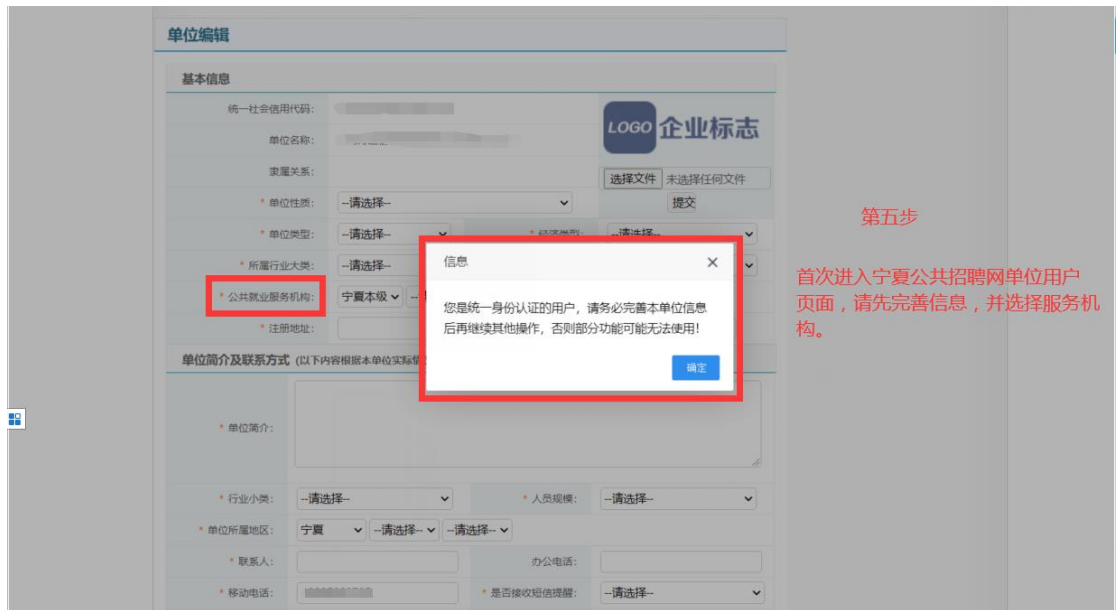 单位编辑
基本信息
统一社会信用代码:
单位名称:
LOGO 企业标志
隶属关系:
选择文件 未选择任何文件
* 单位性质: --请选择--
提交
* 单位类型: --请选择-- * 经济类型: --请选择--
第五步
* 所属行业大类: --请选择--
信息
首次进入宁夏公共招聘网单位用户
页面，请先完善信息，并选择服务机
构。
* 公共就业服务机构: 宁夏本级
您是统一身份认证的用户，请务必完善本单位信息
后再继续其他操作，否则部分功能可能无法使用！
确定
* 注册地址:
单位简介及联系方式 (以下内容根据本单位实际情
* 单位简介:
* 行业小类: --请选择-- * 人员规模: --请选择--
* 单位所属地区: 宁夏 --请选择-- --请选择--
* 联系人: 办公电话:
* 移动电话: * 是否接收短信提醒: --请选择--